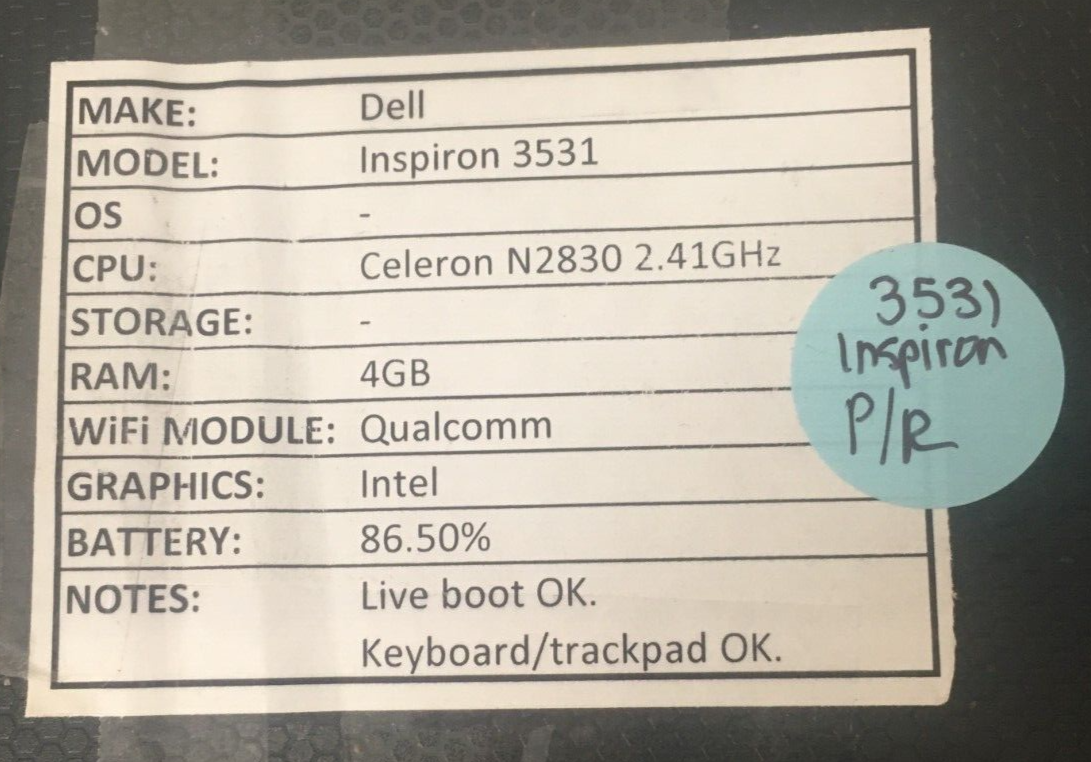 MAKE: Dell
MODEL: Inspiron 3531
OS -
CPU: Celeron N2830 2.41GHz
STORAGE: -
RAM: 4GB
WiFi MODULE: Qualcomm
GRAPHICS: Intel
BATTERY: 86.50%
NOTES: Live boot OK.
Keyboard/trackpad OK.
3531
Inspiron
P/R